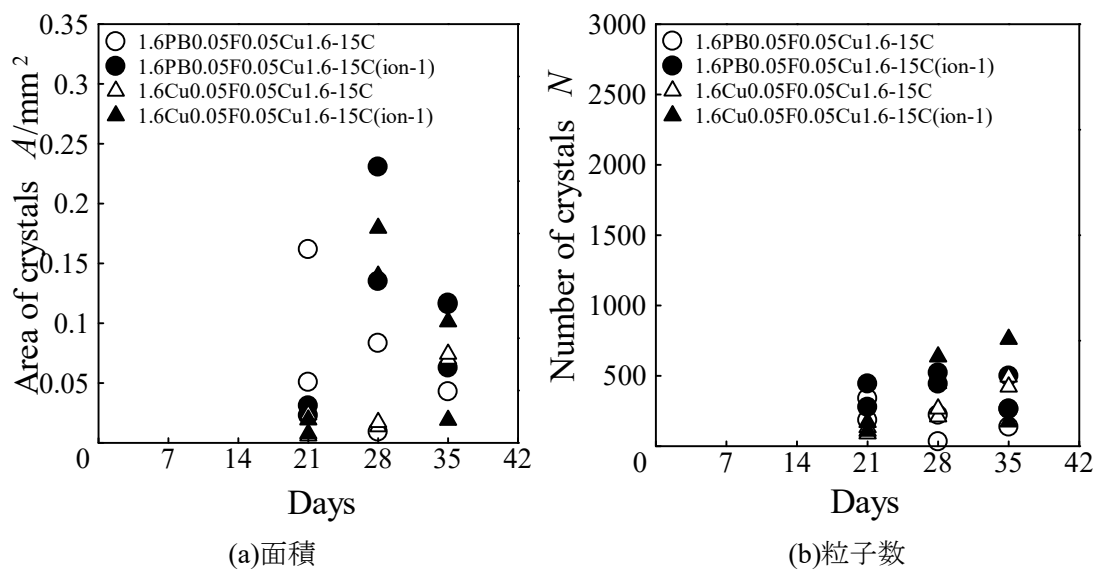 0.35
0.3
0.25
0.2
0.15
0.1
0.05
0
Area of crystals A/mm²
1.6PB0.05F0.05Cu1.6-15C
1.6PB0.05F0.05Cu1.6-15C(ion-1)
1.6Cu0.05F0.05Cu1.6-15C
1.6Cu0.05F0.05Cu1.6-15C(ion-1)
7 14 21 28 35 42
Days
(a)面積
3000
2500
2000
1500
1000
500
0
Number of crystals N
1.6PB0.05F0.05Cu1.6-15C
1.6PB0.05F0.05Cu1.6-15C(ion-1)
1.6Cu0.05F0.05Cu1.6-15C
1.6Cu0.05F0.05Cu1.6-15C(ion-1)
7 14 21 28 35 42
Days
(b)粒子数